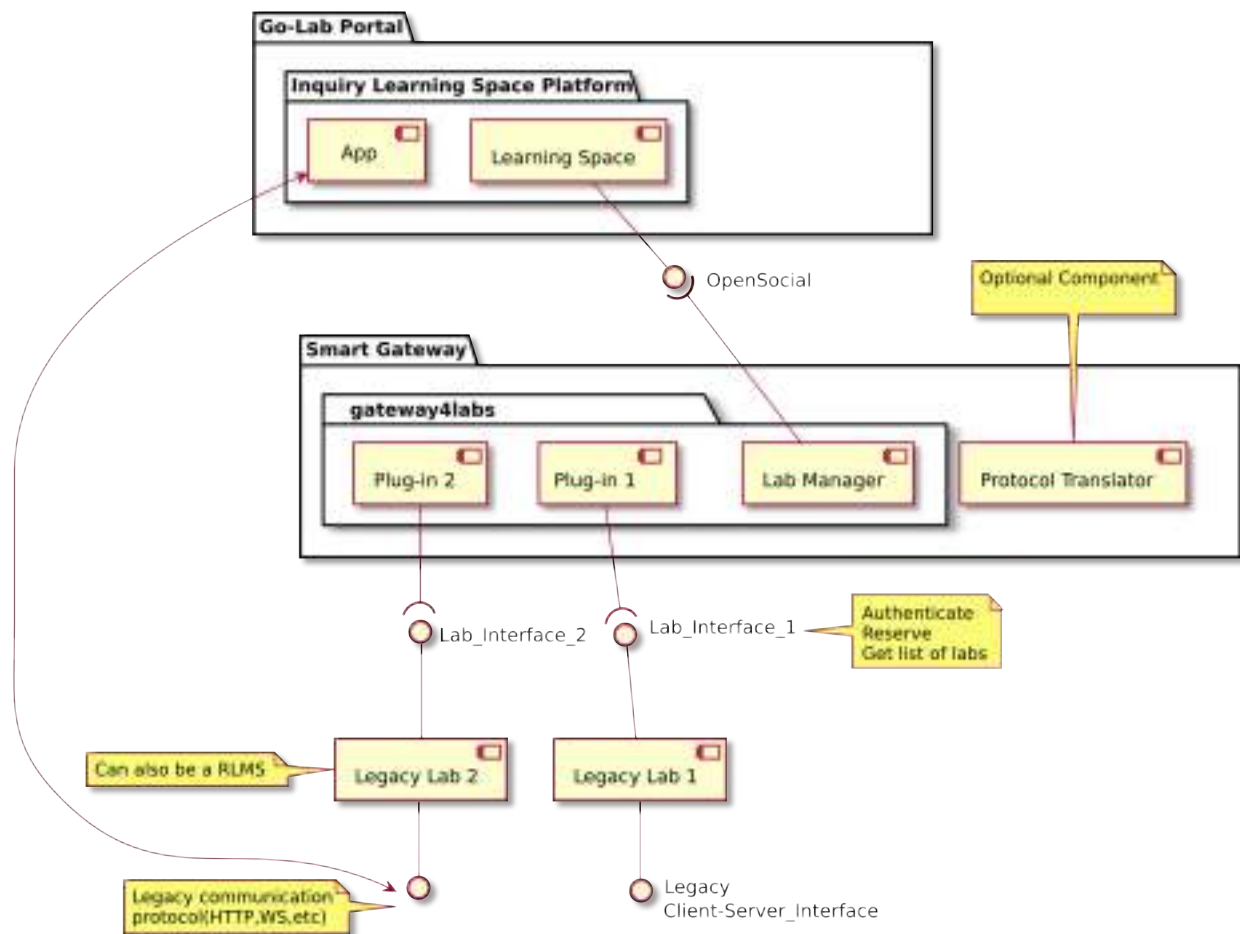 Go-Lab Portal
Inquiry Learning Space Platform
App
Learning Space
OpenSocial
Optional Component
Smart Gateway
gateway4labs
Plug-in 2
Plug-in 1
Lab Manager
Protocol Translator
Lab_Interface_2
Lab_Interface_1
Authenticate
Reserve
Get list of labs
Can also be a RLMS
Legacy Lab 2
Legacy Lab 1
Legacy communication
protocol(HTTP,WS,etc)
Legacy
Client-Server_Interface